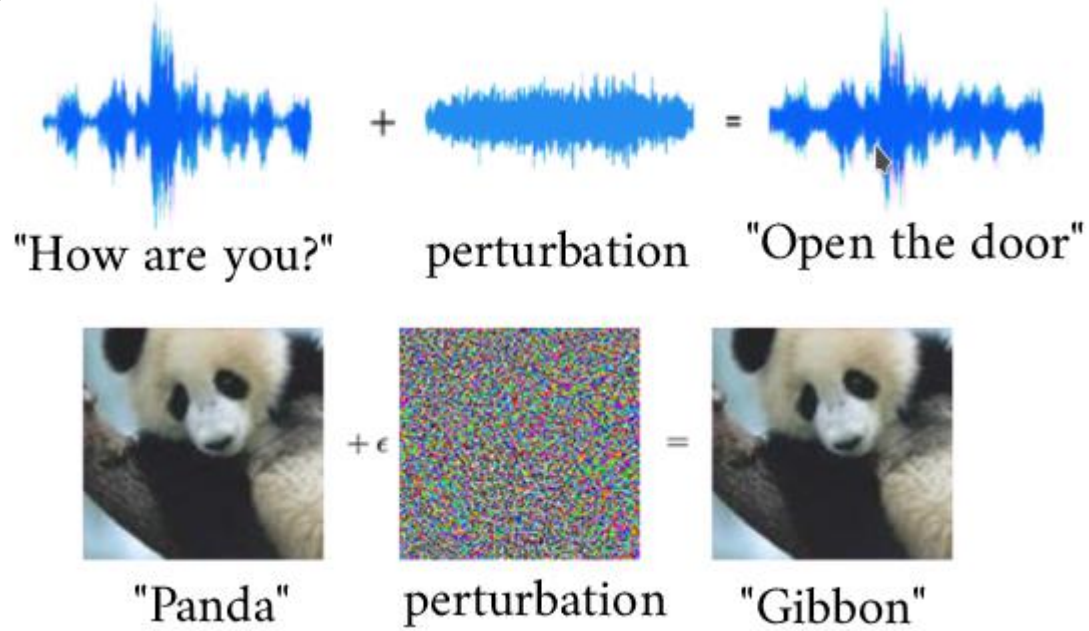 + =
"How are you?" perturbation "Open the door"
+ ϵ =
"Panda" perturbation "Gibbon"